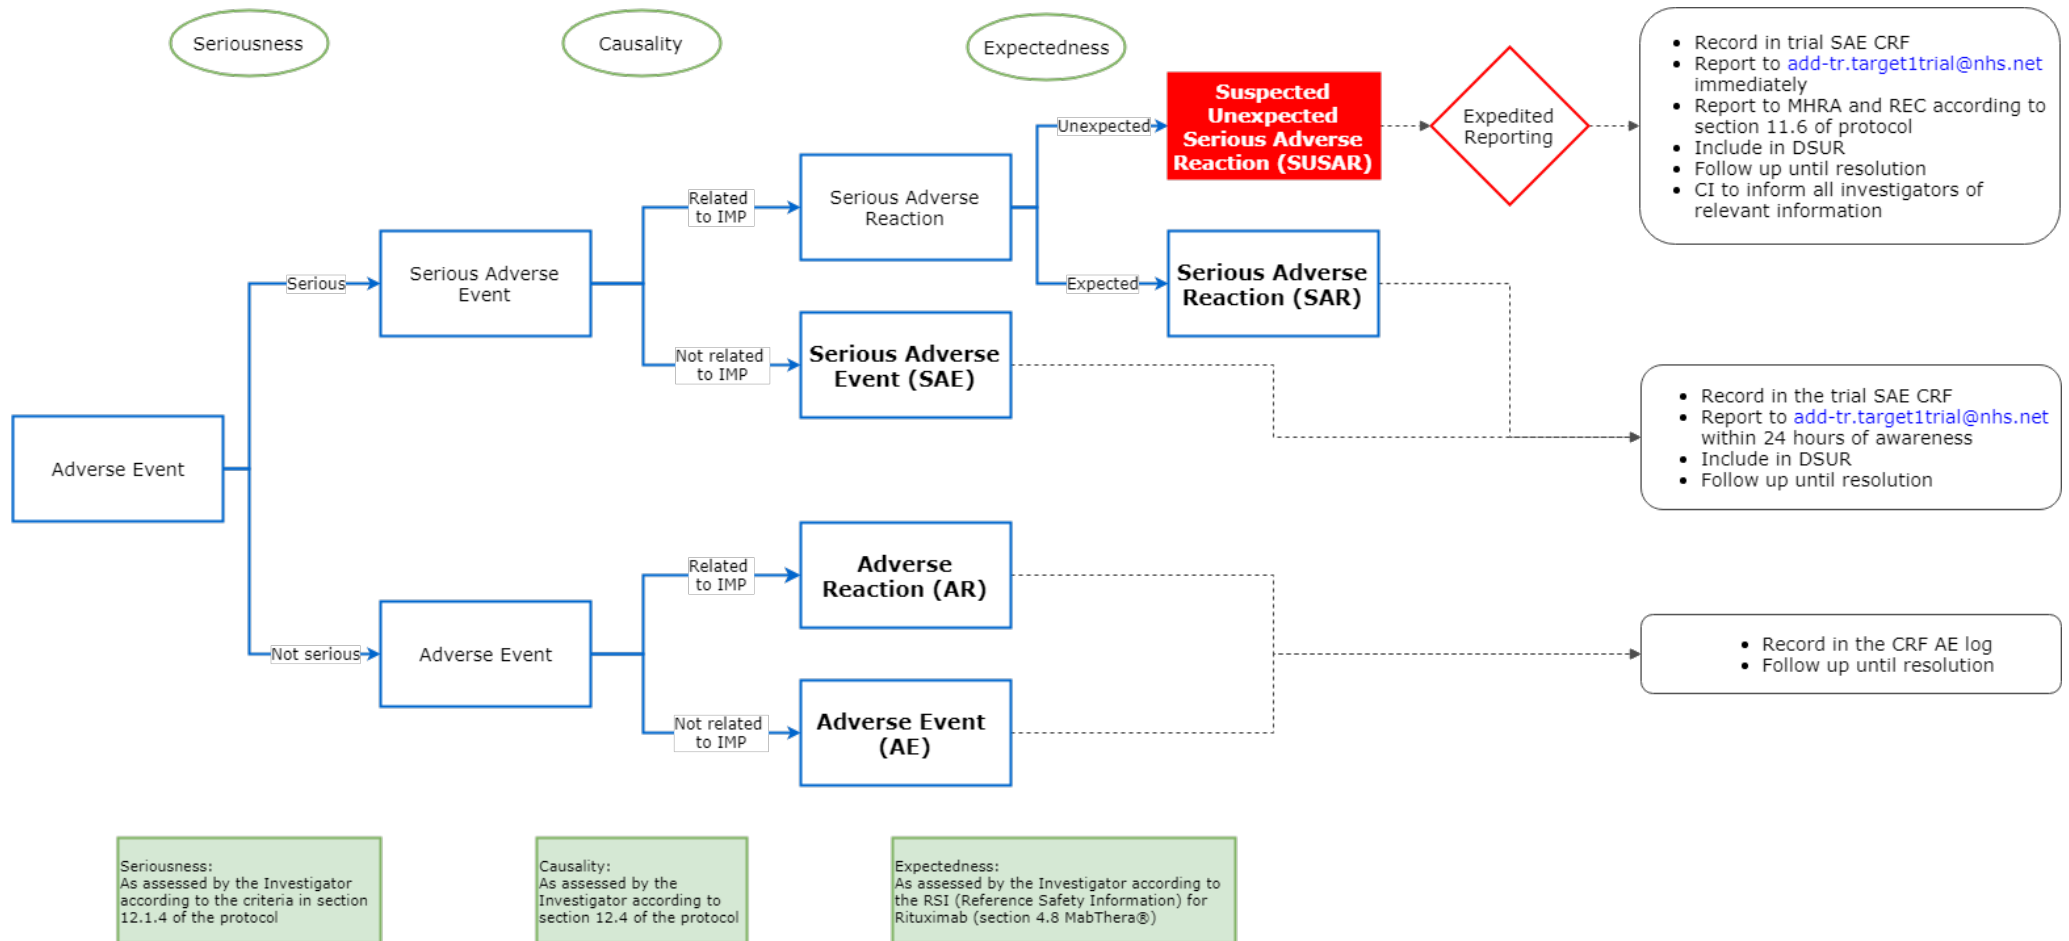 Seriousness
Causality
Expectedness
Suspected
Unexpected
Serious Adverse
Reaction (SUSAR)
Expedited
Reporting
• Record in trial SAE CRF
• Report to add-tr.target1trial@nhs.net
immediately
• Report to MHRA and REC according to
section 11.6 of protocol
• Include in DSUR
• Follow up until resolution
• CI to inform all investigators of
relevant information
Unexpected
Related
to IMP
Serious Adverse
Reaction
Serious
Serious Adverse
Event
Expected
Serious Adverse
Reaction (SAR)
Not related
to IMP
Serious Adverse
Event (SAE)
• Record in the trial SAE CRF
• Report to add-tr.target1trial@nhs.net
within 24 hours of awareness
• Include in DSUR
• Follow up until resolution
Adverse Event
Related
to IMP
Adverse
Reaction (AR)
Not serious
Adverse Event
• Record in the CRF AE log
• Follow up until resolution
Not related
to IMP
Adverse Event
(AE)
Seriousness:
As assessed by the Investigator
according to the criteria in section
12.1.4 of the protocol
Causality:
As assessed by the
Investigator according to
section 12.4 of the protocol
Expectedness:
As assessed by the Investigator according to
the RSI (Reference Safety Information) for
Rituximab (section 4.8 MabThera®)